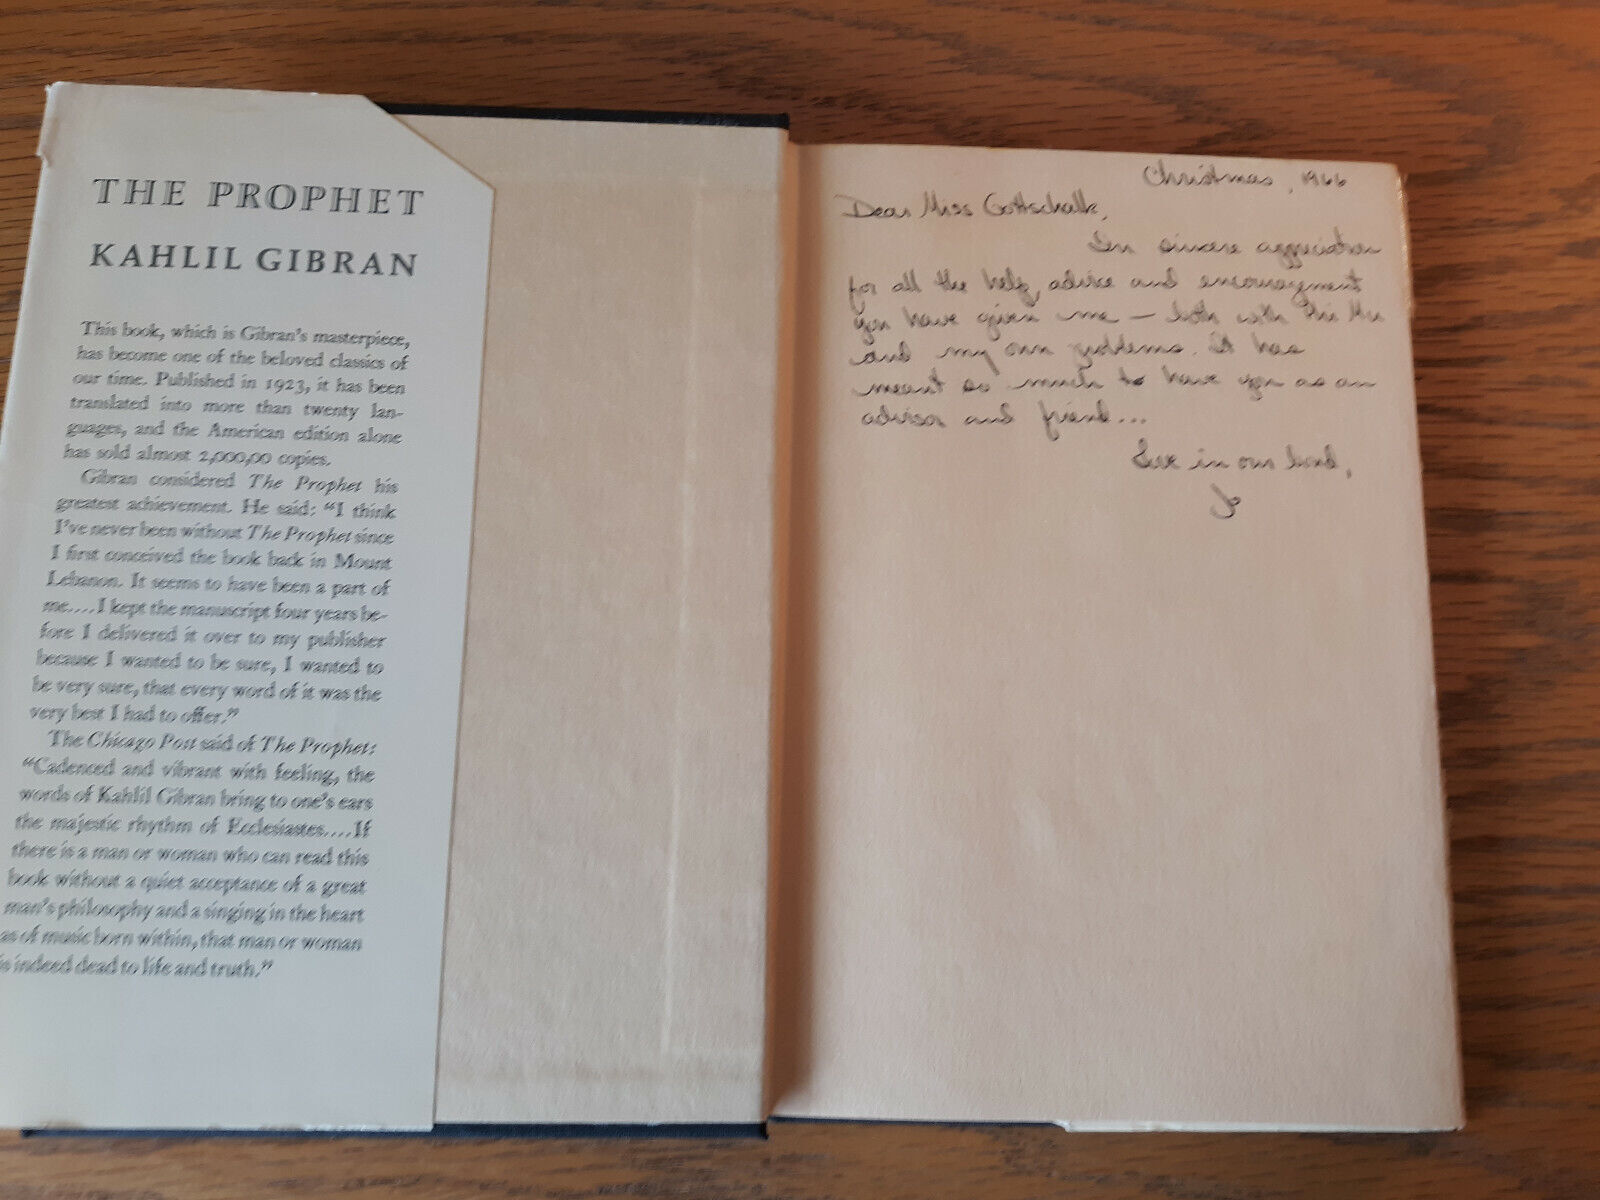 THE PROPHET
KAHLIL GIBRAN
This book, which is Gibran's masterpiece,
has become one of the beloved classics of
our time. Published in 1923, it has been
translated into more than twenty lan-
guages, and the American edition alone
has sold almost 2,000,00 copies.
Gibran considered The Prophet his
greatest achievement. He said: "I think
I've never been without The Prophet since
I first conceived the book back in Mount
Lebanon. It seems to have been a part of
me....I kept the manuscript four years be-
fore I delivered it over to my publisher
because I wanted to be sure, I wanted to
be very sure, that every word of it was the
very best I had to offer."
The Chicago Post said of The Prophet:
"Cadenced and vibrant with feeling, the
words of Kahlil Gibran bring to one's ears
the majestic rhythm of Ecclesiastes....If
there is a man or woman who can read this
book without a quiet acceptance of a great
man's philosophy and a singing in the heart
as of music born within, that man or woman
is indeed dead to life and truth."
Christmas, 1966
Dear Miss Gottschalk,
In sincere appreciation
for all the help, advice and encouragement
you have given me — both with Phi Mu
and my own problems. It has
meant so much to have you as an
advisor and friend...
Love in our bond,
Jo